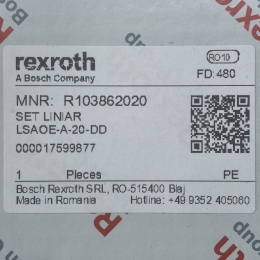 rexroth
A Bosch Company
RO10
FD: 480
MNR: R103862020
SET LINIAR
LSAOE-A-20-DD
000017599877
1 Pieces PE
Bosch Rexroth SRL, RO-515400 Blaj
Made in Romania Hotline: +49 9352 405060